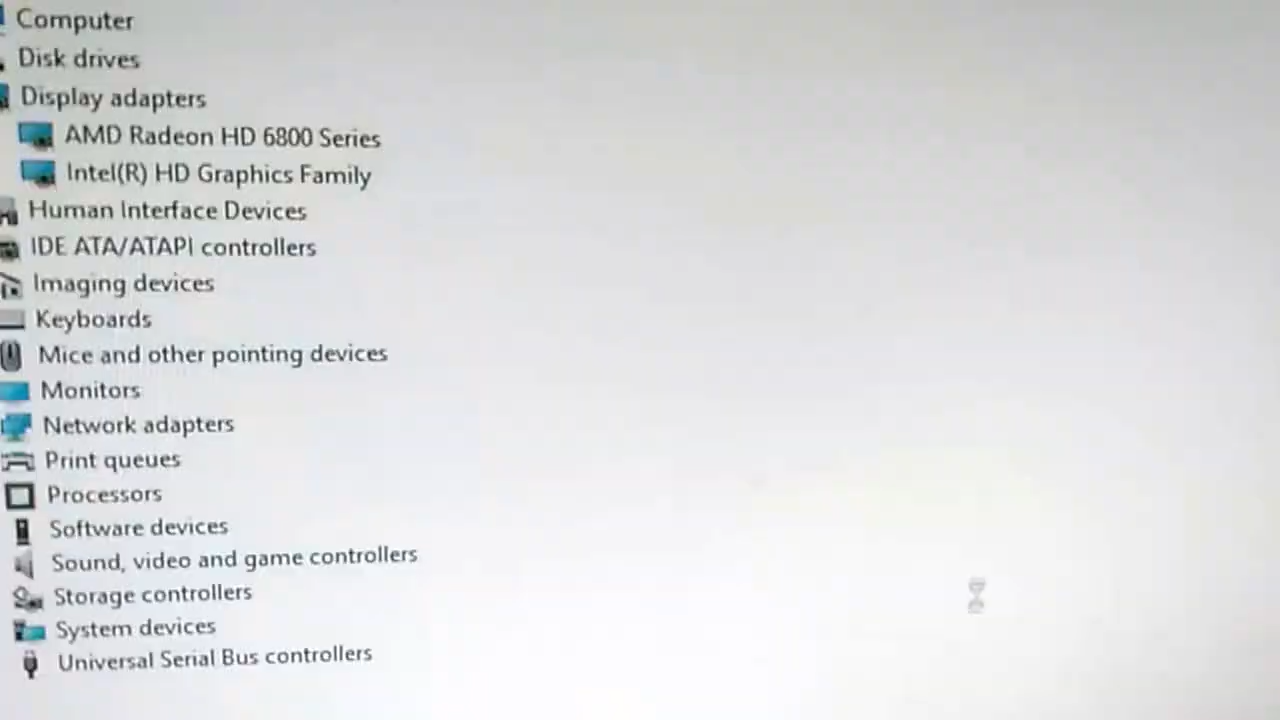 Computer
Disk drives
Display adapters
AMD Radeon HD 6800 Series
Intel(R) HD Graphics Family
Human Interface Devices
IDE ATA/ATAPI controllers
Imaging devices
Keyboards
Mice and other pointing devices
Monitors
Network adapters
Print queues
Processors
Software devices
Sound, video and game controllers
Storage controllers
System devices
Universal Serial Bus controllers